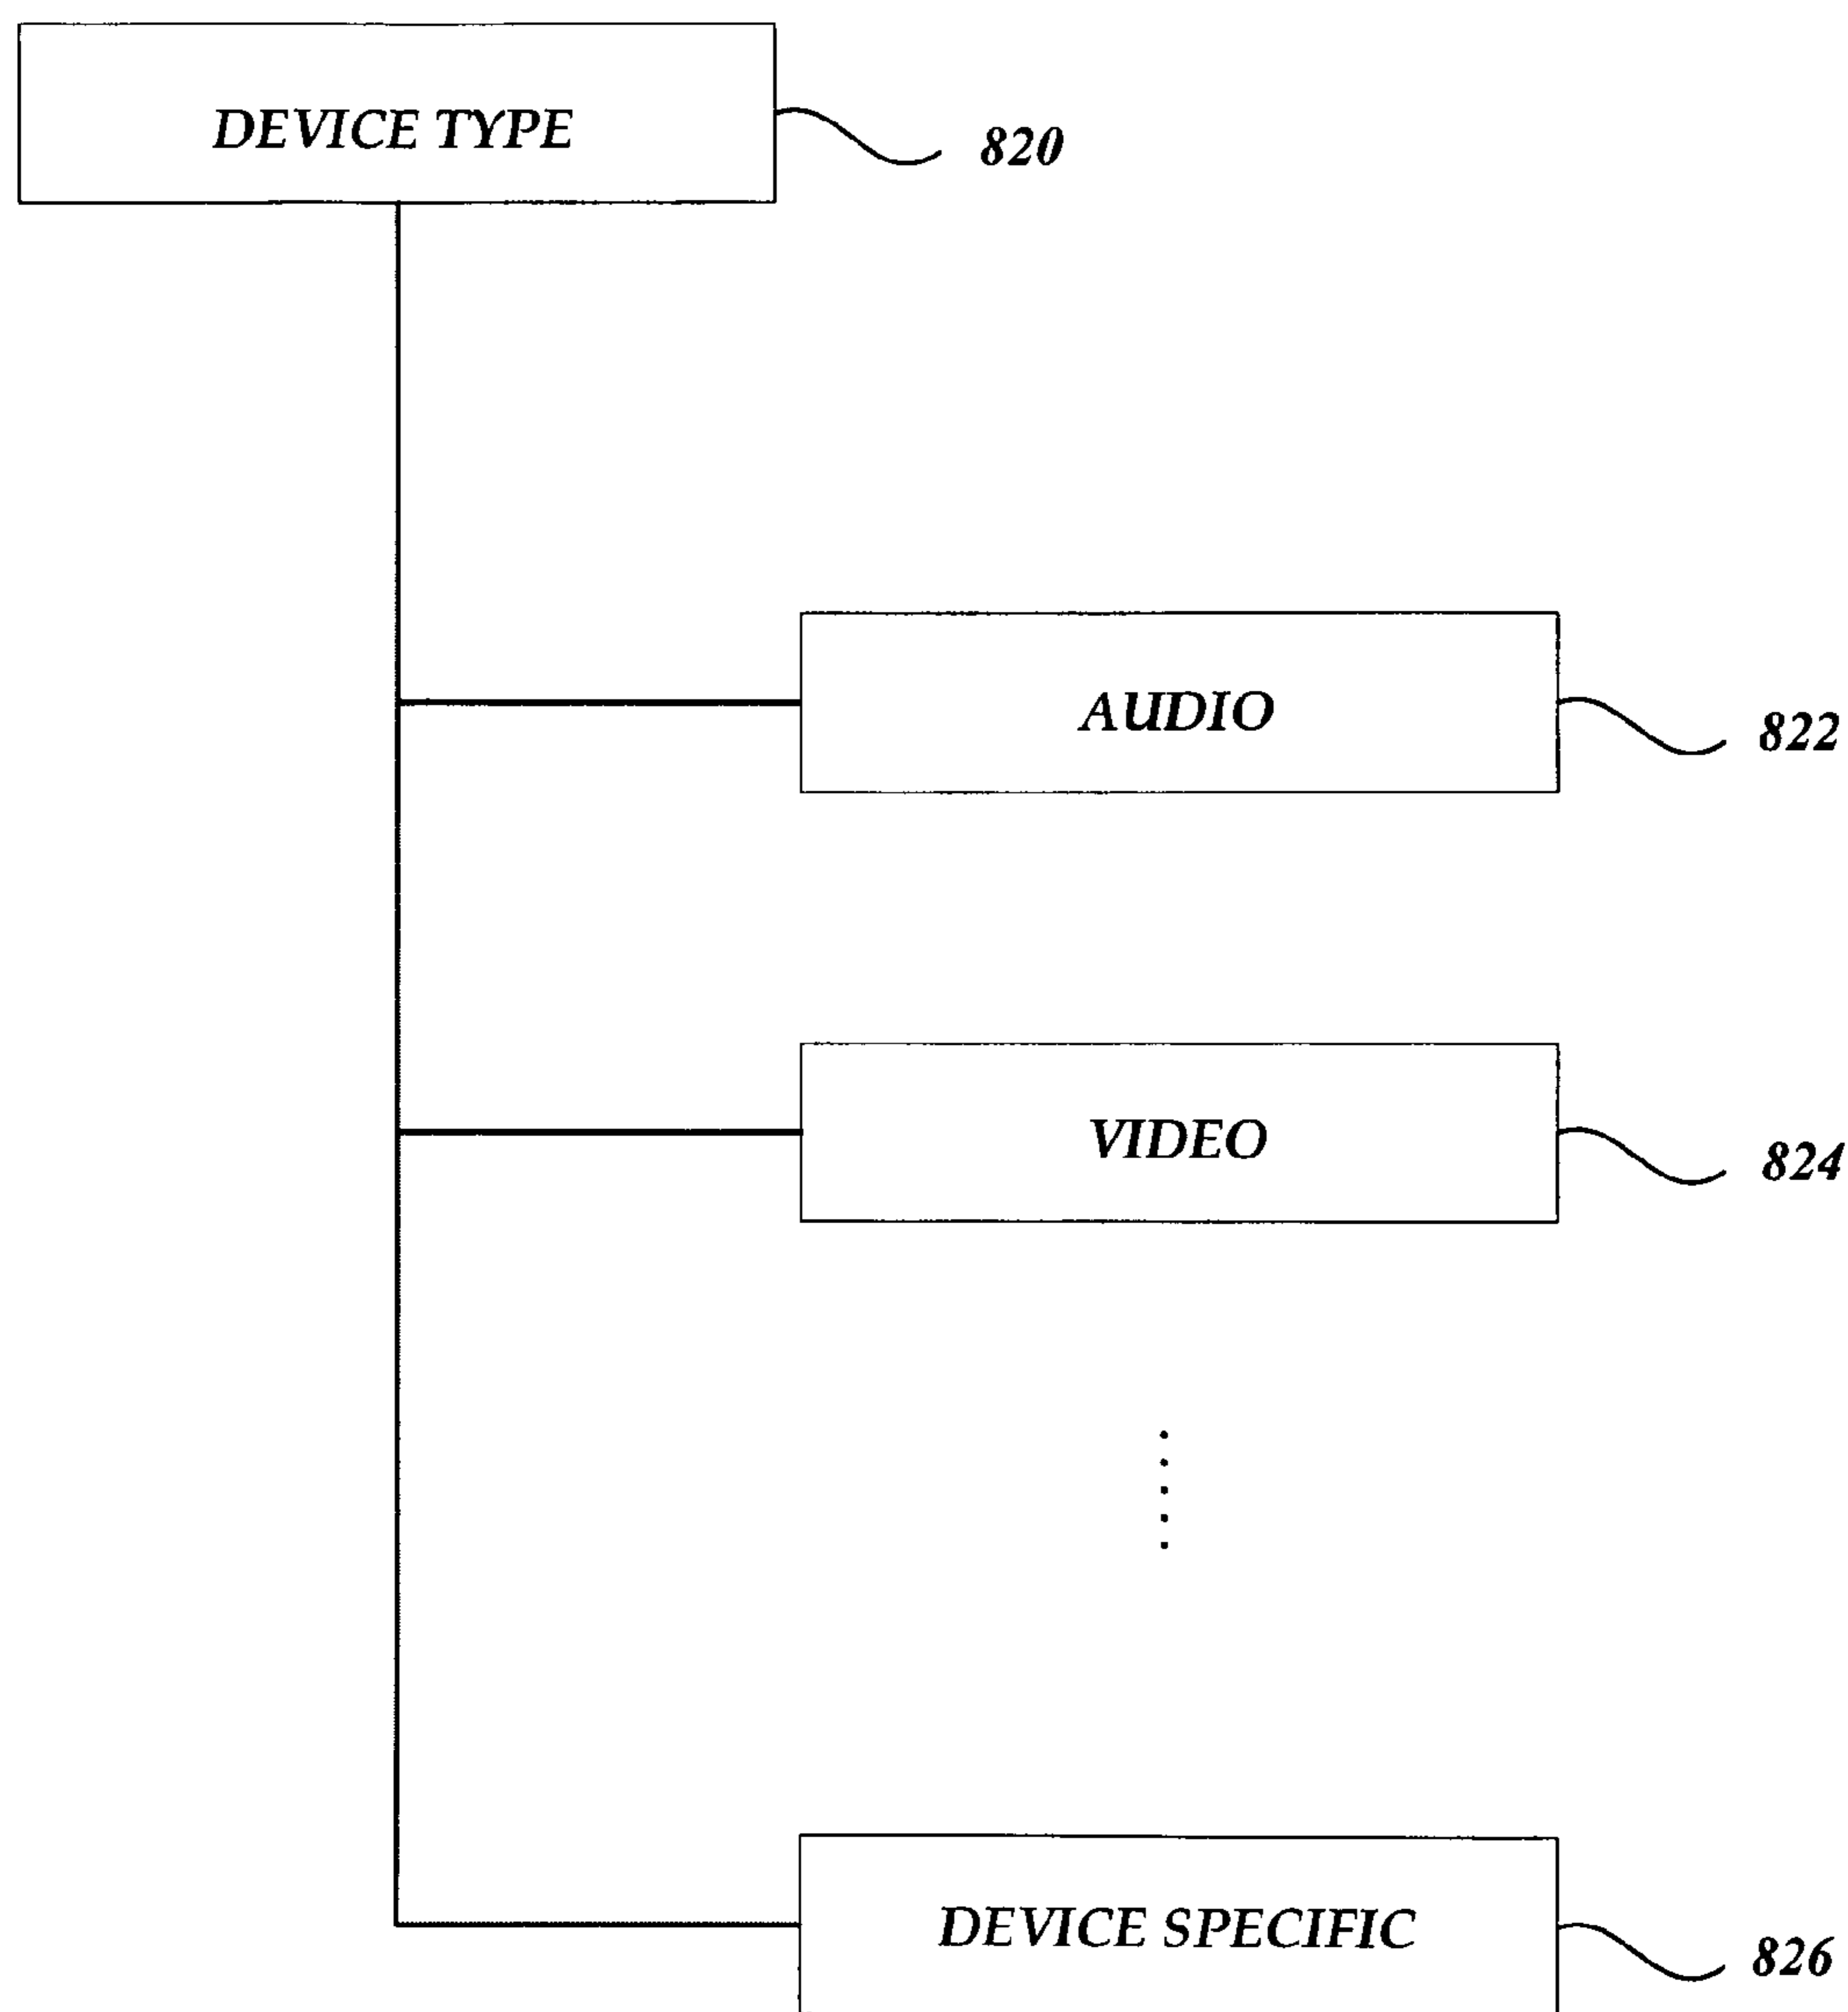 DEVICE TYPE
820
AUDIO
822
VIDEO
824
DEVICE SPECIFIC
826